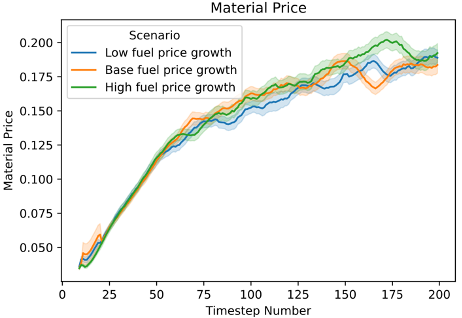 Material Price
Scenario
Low fuel price growth
Base fuel price growth
High fuel price growth
Material Price
0.200
0.175
0.150
0.125
0.100
0.075
0.050
0 25 50 75 100 125 150 175 200
Timestep Number